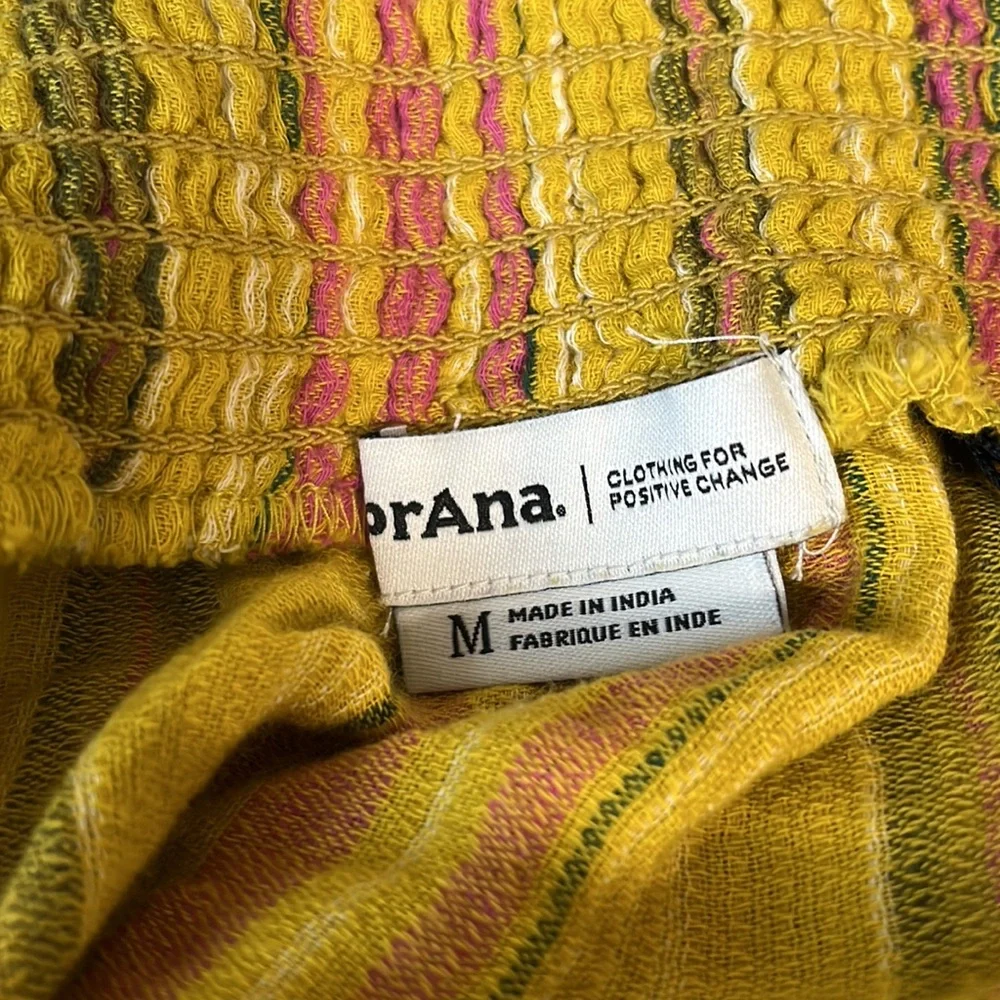 prAna. | CLOTHING FOR
POSITIVE CHANGE
M MADE IN INDIA
FABRIQUE EN INDE